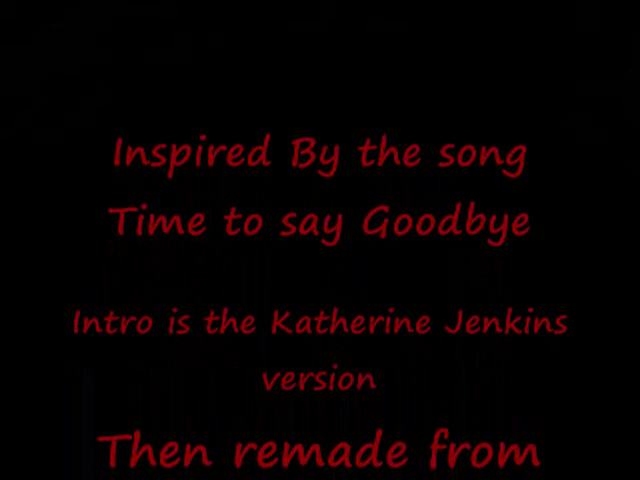 Inspired By the song
Time to say Goodbye
Intro is the Katherine Jenkins
version
Then remade from